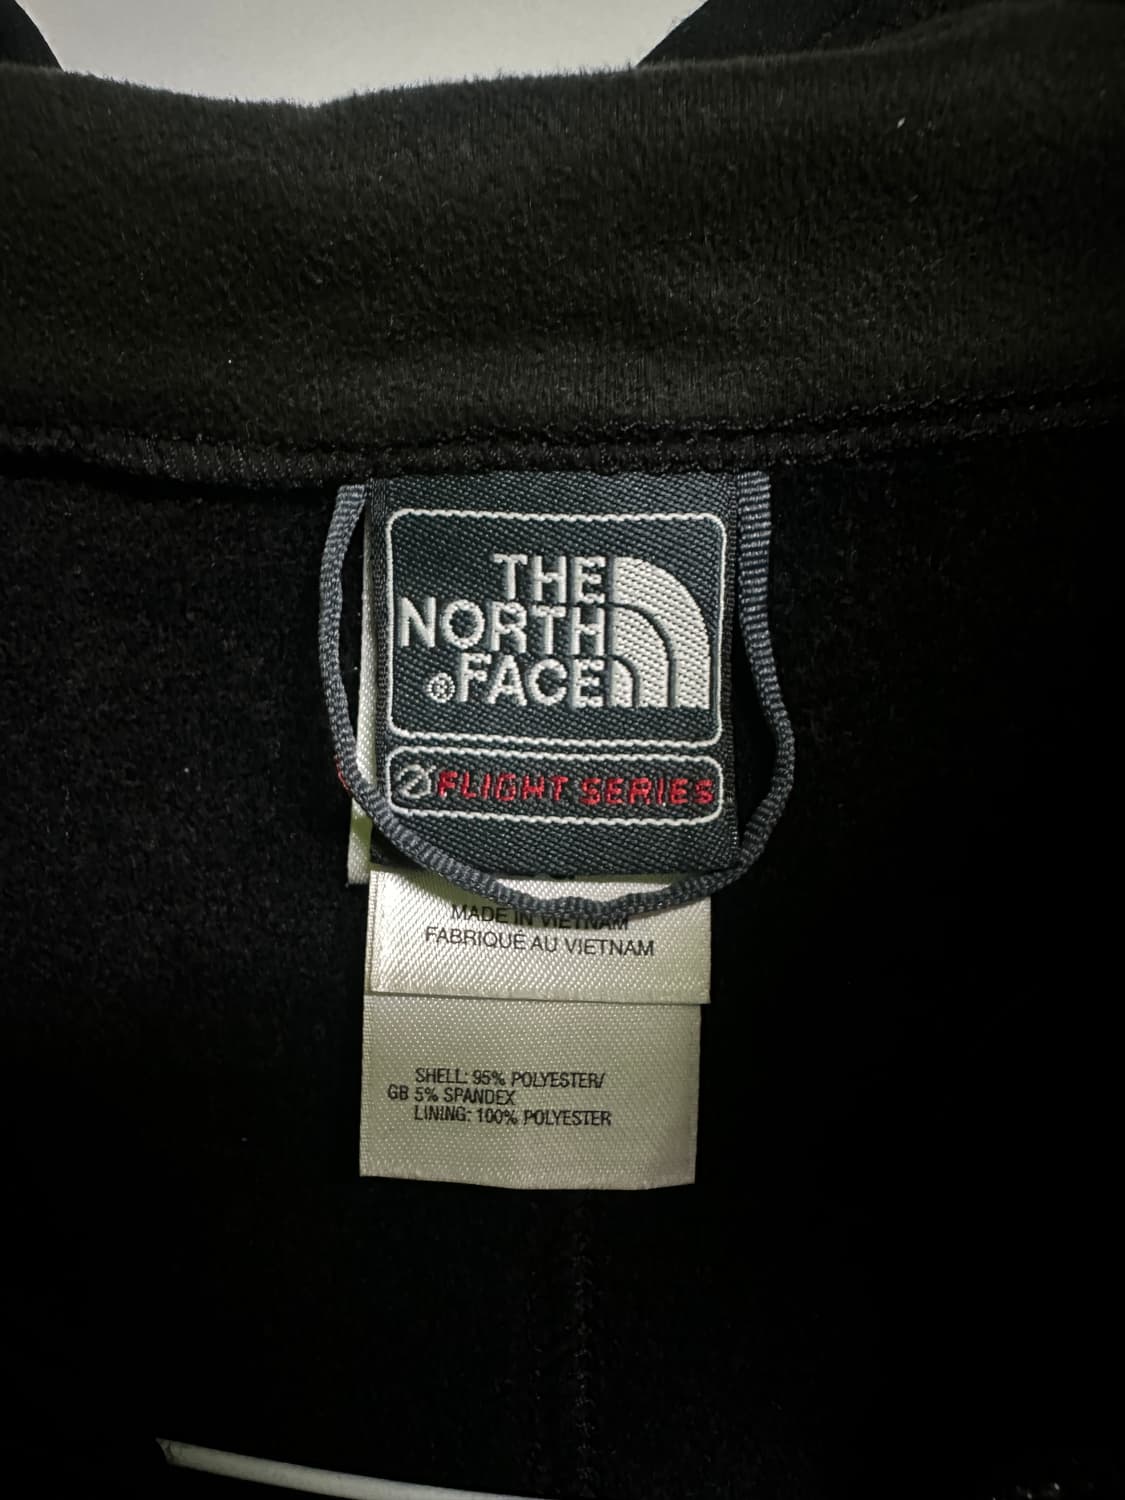 THE
NORTH
®FACE
FLIGHT SERIES
MADE IN VIETNAM
FABRIQUÉ AU VIETNAM
SHELL: 95% POLYESTER/
GB 5% SPANDEX
LINING: 100% POLYESTER